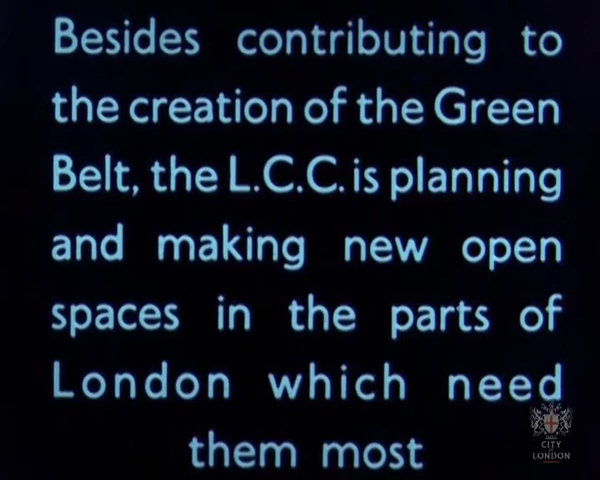 Besides contributing to
the creation of the Green
Belt, the L.C.C. is planning
and making new open
spaces in the parts of
London which need
them most
CITY
OF
LONDON